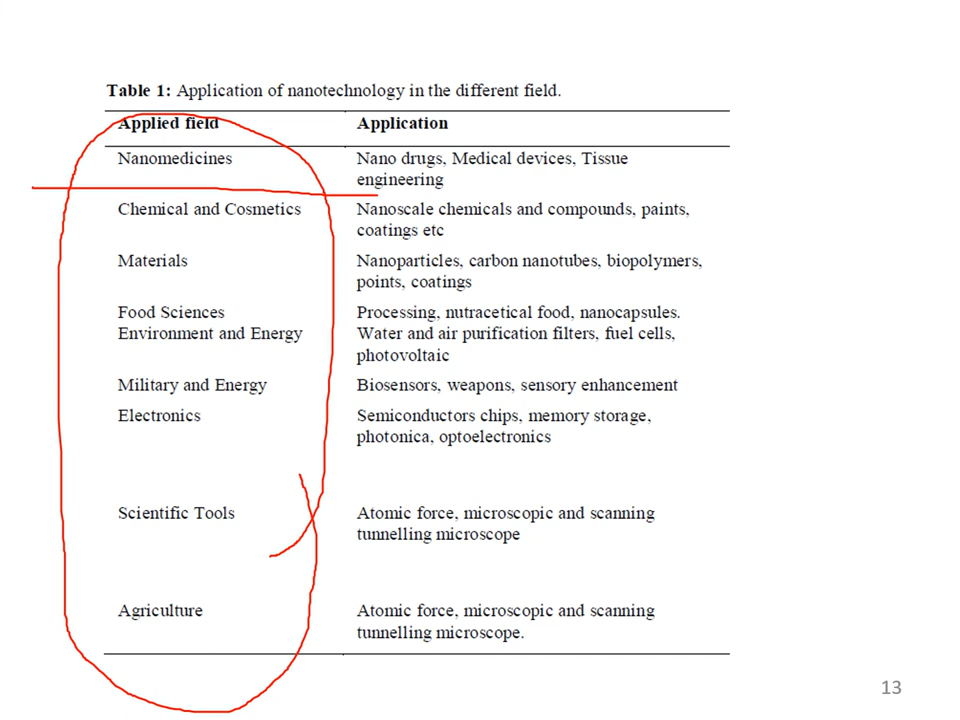 Table 1: Application of nanotechnology in the different field.
Applied field Application
Nanomedicines Nano drugs, Medical devices, Tissue
engineering
Chemical and Cosmetics Nanoscale chemicals and compounds, paints,
coatings etc
Materials Nanoparticles, carbon nanotubes, biopolymers,
points, coatings
Food Sciences Processing, nutracetical food, nanocapsules.
Environment and Energy Water and air purification filters, fuel cells,
photovoltaic
Military and Energy Biosensors, weapons, sensory enhancement
Electronics Semiconductors chips, memory storage,
photonica, optoelectronics
Scientific Tools Atomic force, microscopic and scanning
tunnelling microscope
Agriculture Atomic force, microscopic and scanning
tunnelling microscope.
13